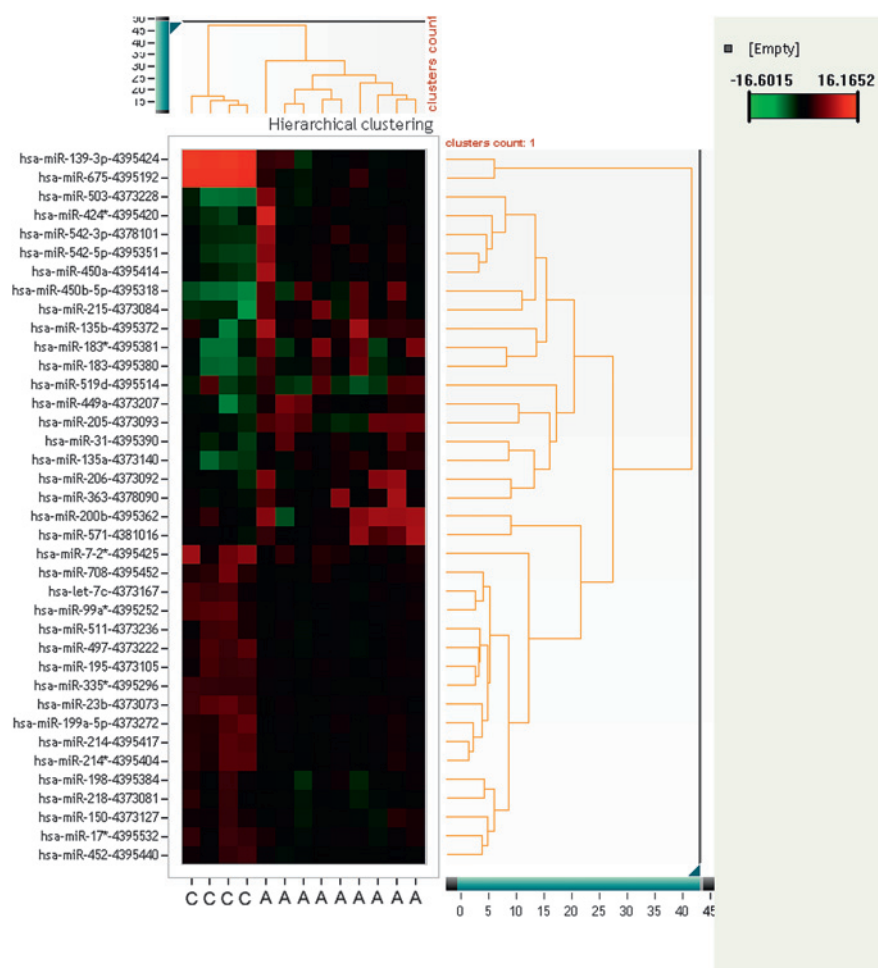 50
45
40
35
30
25
20
15
clusters count
Hierarchical clustering
[Empty]
-16.6015 16.1652
clusters count: 1
hsa-miR-139-3p-4395424
hsa-miR-675-4395192
hsa-miR-503-4373228
hsa-miR-424*-4395420
hsa-miR-542-3p-4378101
hsa-miR-542-5p-4395351
hsa-miR-450a-4395414
hsa-miR-450b-5p-4395318
hsa-miR-215-4373084
hsa-miR-135b-4395372
hsa-miR-183*-4395381
hsa-miR-183-4395380
hsa-miR-519d-4395514
hsa-miR-449a-4373207
hsa-miR-205-4373093
hsa-miR-31-4395390
hsa-miR-135a-4373140
hsa-miR-206-4373092
hsa-miR-363-4378090
hsa-miR-200b-4395362
hsa-miR-571-4381016
hsa-miR-7-2*-4395425
hsa-miR-708-4395452
hsa-let-7c-4373167
hsa-miR-99a*-4395252
hsa-miR-511-4373236
hsa-miR-497-4373222
hsa-miR-195-4373105
hsa-miR-335*-4395296
hsa-miR-23b-4373073
hsa-miR-199a-5p-4373272
hsa-miR-214-4395417
hsa-miR-214*-4395404
hsa-miR-198-4395384
hsa-miR-218-4373081
hsa-miR-150-4373127
hsa-miR-17*-4395532
hsa-miR-452-4395440
C C C C A A A A A A A A A
0 5 10 15 20 25 30 35 40 45